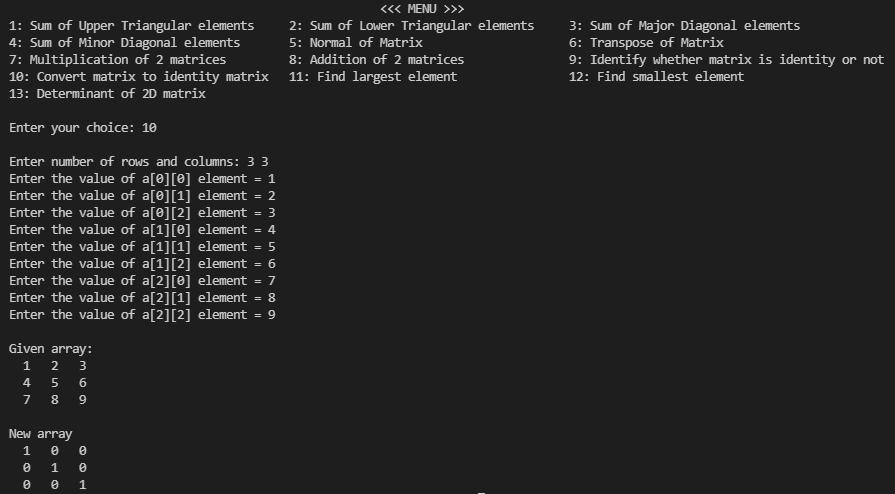 <<< MENU >>>
1: Sum of Upper Triangular elements 2: Sum of Lower Triangular elements 3: Sum of Major Diagonal elements
4: Sum of Minor Diagonal elements 5: Normal of Matrix 6: Transpose of Matrix
7: Multiplication of 2 matrices 8: Addition of 2 matrices 9: Identify whether matrix is identity or not
10: Convert matrix to identity matrix 11: Find largest element 12: Find smallest element
13: Determinant of 2D matrix
Enter your choice: 10
Enter number of rows and columns: 3 3
Enter the value of a[0][0] element = 1
Enter the value of a[0][1] element = 2
Enter the value of a[0][2] element = 3
Enter the value of a[1][0] element = 4
Enter the value of a[1][1] element = 5
Enter the value of a[1][2] element = 6
Enter the value of a[2][0] element = 7
Enter the value of a[2][1] element = 8
Enter the value of a[2][2] element = 9
Given array:
1 2 3
4 5 6
7 8 9
New array
1 0 0
0 1 0
0 0 1